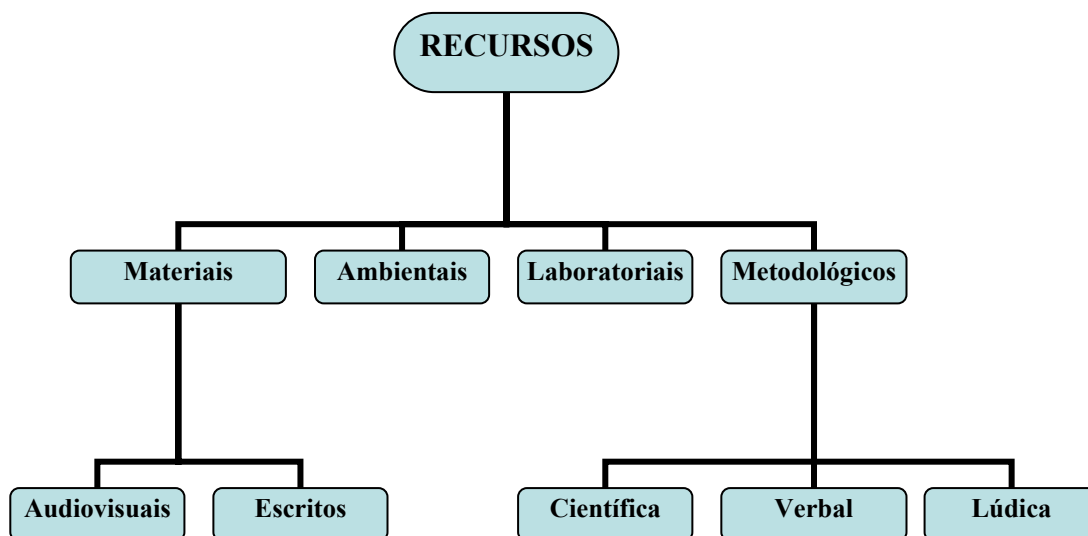 RECURSOS
Materiais
Ambientais
Laboratoriais
Metodológicos
Audiovisuais
Escritos
Científica
Verbal
Lúdica